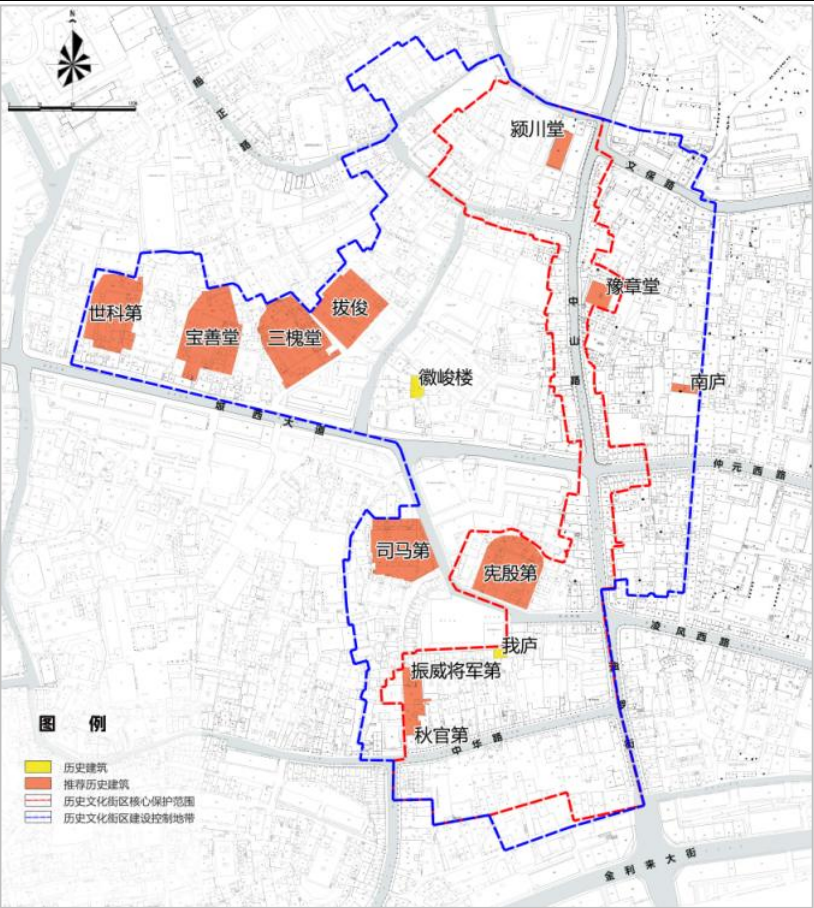 N
颍川堂
文保路
豫章堂
中山路
世科第
宝善堂
三槐堂
拔俊
徽峻楼
南庐
城西大道
仲元西路
司马第
宪殷第
凌风西路
我庐
振威将军第
秋官第
中华路
图 例
历史建筑
推荐历史建筑
历史文化街区核心保护范围
历史文化街区建设控制地带
金利来大街